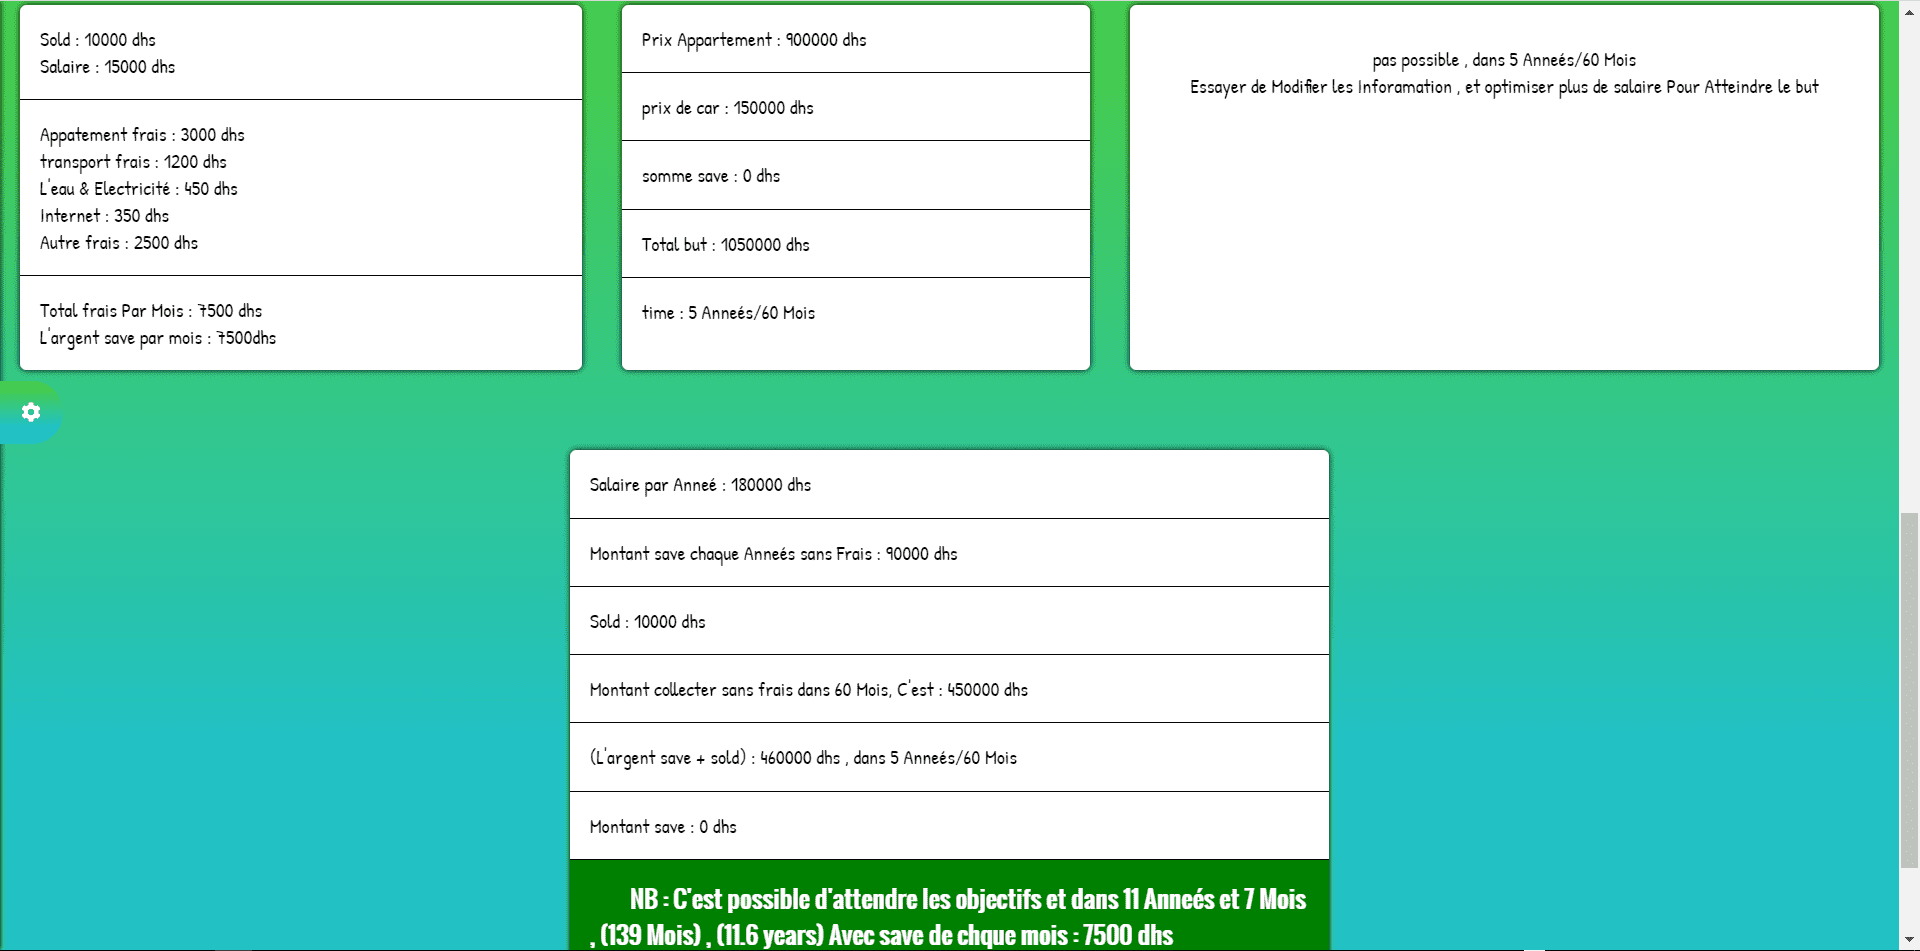 Sold : 10000 dhs
Salaire : 15000 dhs
Appatement frais : 3000 dhs
transport frais : 1200 dhs
L'eau & Electricité : 450 dhs
Internet : 350 dhs
Autre frais : 2500 dhs
Total frais Par Mois : 7500 dhs
L'argent save par mois : 7500dhs
Prix Appartement : 900000 dhs
prix de car : 150000 dhs
somme save : 0 dhs
Total but : 1050000 dhs
time : 5 Anneés/60 Mois
pas possible , dans 5 Anneés/60 Mois
Essayer de Modifier les Inforamation , et optimiser plus de salaire Pour Atteindre le but
Salaire par Anneé : 180000 dhs
Montant save chaque Anneés sans Frais : 90000 dhs
Sold : 10000 dhs
Montant collecter sans frais dans 60 Mois, C'est : 450000 dhs
(L'argent save + sold) : 460000 dhs , dans 5 Anneés/60 Mois
Montant save : 0 dhs
NB : C'est possible d'attendre les objectifs et dans 11 Anneés et 7 Mois
, (139 Mois) , (11.6 years) Avec save de chque mois : 7500 dhs